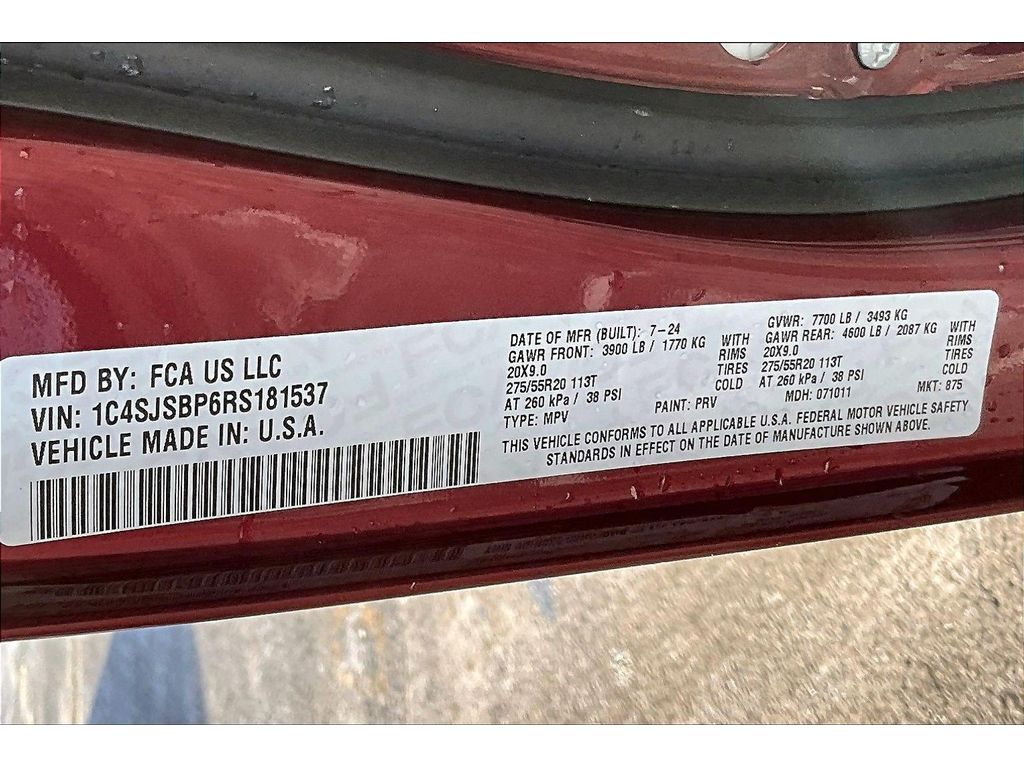 MFD BY: FCA US LLC
VIN: 1C4SJSBP6RS181537
VEHICLE MADE IN: U.S.A.
DATE OF MFR (BUILT): 7-24
GAWR FRONT: 3900 LB / 1770 KG WITH
20X9.0 RIMS
275/55R20 113T TIRES
AT 260 kPa / 38 PSI COLD
TYPE: MPV PAINT: PRV
GVWR: 7700 LB / 3493 KG
GAWR REAR: 4600 LB / 2087 KG WITH
20X9.0 RIMS
275/55R20 113T TIRES
AT 260 kPa / 38 PSI COLD
MDH: 071011 MKT: 875
THIS VEHICLE CONFORMS TO ALL APPLICABLE U.S.A. FEDERAL MOTOR VEHICLE SAFETY
STANDARDS IN EFFECT ON THE DATE OF MANUFACTURE SHOWN ABOVE.